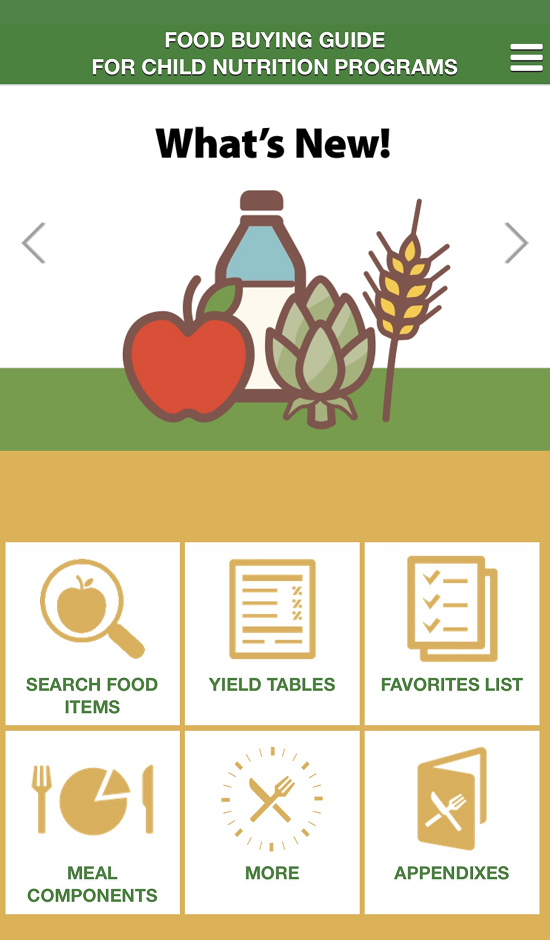 FOOD BUYING GUIDE
FOR CHILD NUTRITION PROGRAMS
What's New!
SEARCH FOOD
ITEMS
YIELD TABLES
FAVORITES LIST
MEAL
COMPONENTS
MORE
APPENDIXES